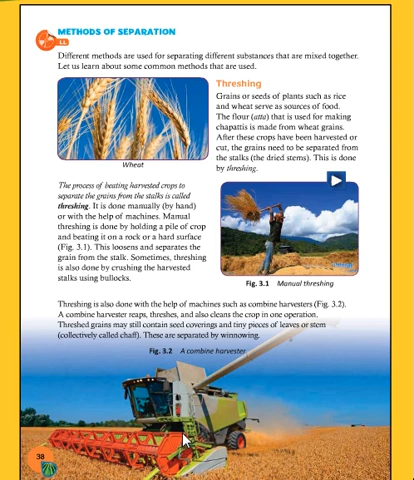 METHODS OF SEPARATION
LL
Different methods are used for separating different substances that are mixed together.
Let us learn about some common methods that are used.
Threshing
Grains or seeds of plants such as rice
and wheat serve as sources of food.
The flour (atta) that is used for making
chapattis is made from wheat grains.
After these crops have been harvested or
cut, the grains need to be separated from
the stalks (the dried stems). This is done
by threshing.
Wheat
The process of beating harvested crops to
separate the grains from the stalks is called
threshing. It is done manually (by hand)
or with the help of machines. Manual
threshing is done by holding a pile of crop
and beating it on a rock or a hard surface
(Fig. 3.1). This loosens and separates the
grain from the stalk. Sometimes, threshing
is also done by crushing the harvested
stalks using bullocks.
Fig. 3.1 Manual threshing
Threshing is also done with the help of machines such as combine harvesters (Fig. 3.2).
A combine harvester reaps, threshes, and also cleans the crop in one operation.
Threshed grains may still contain seed coverings and tiny pieces of leaves or stem
(collectively called chaff). These are separated by winnowing.
Fig. 3.2 A combine harvester
38